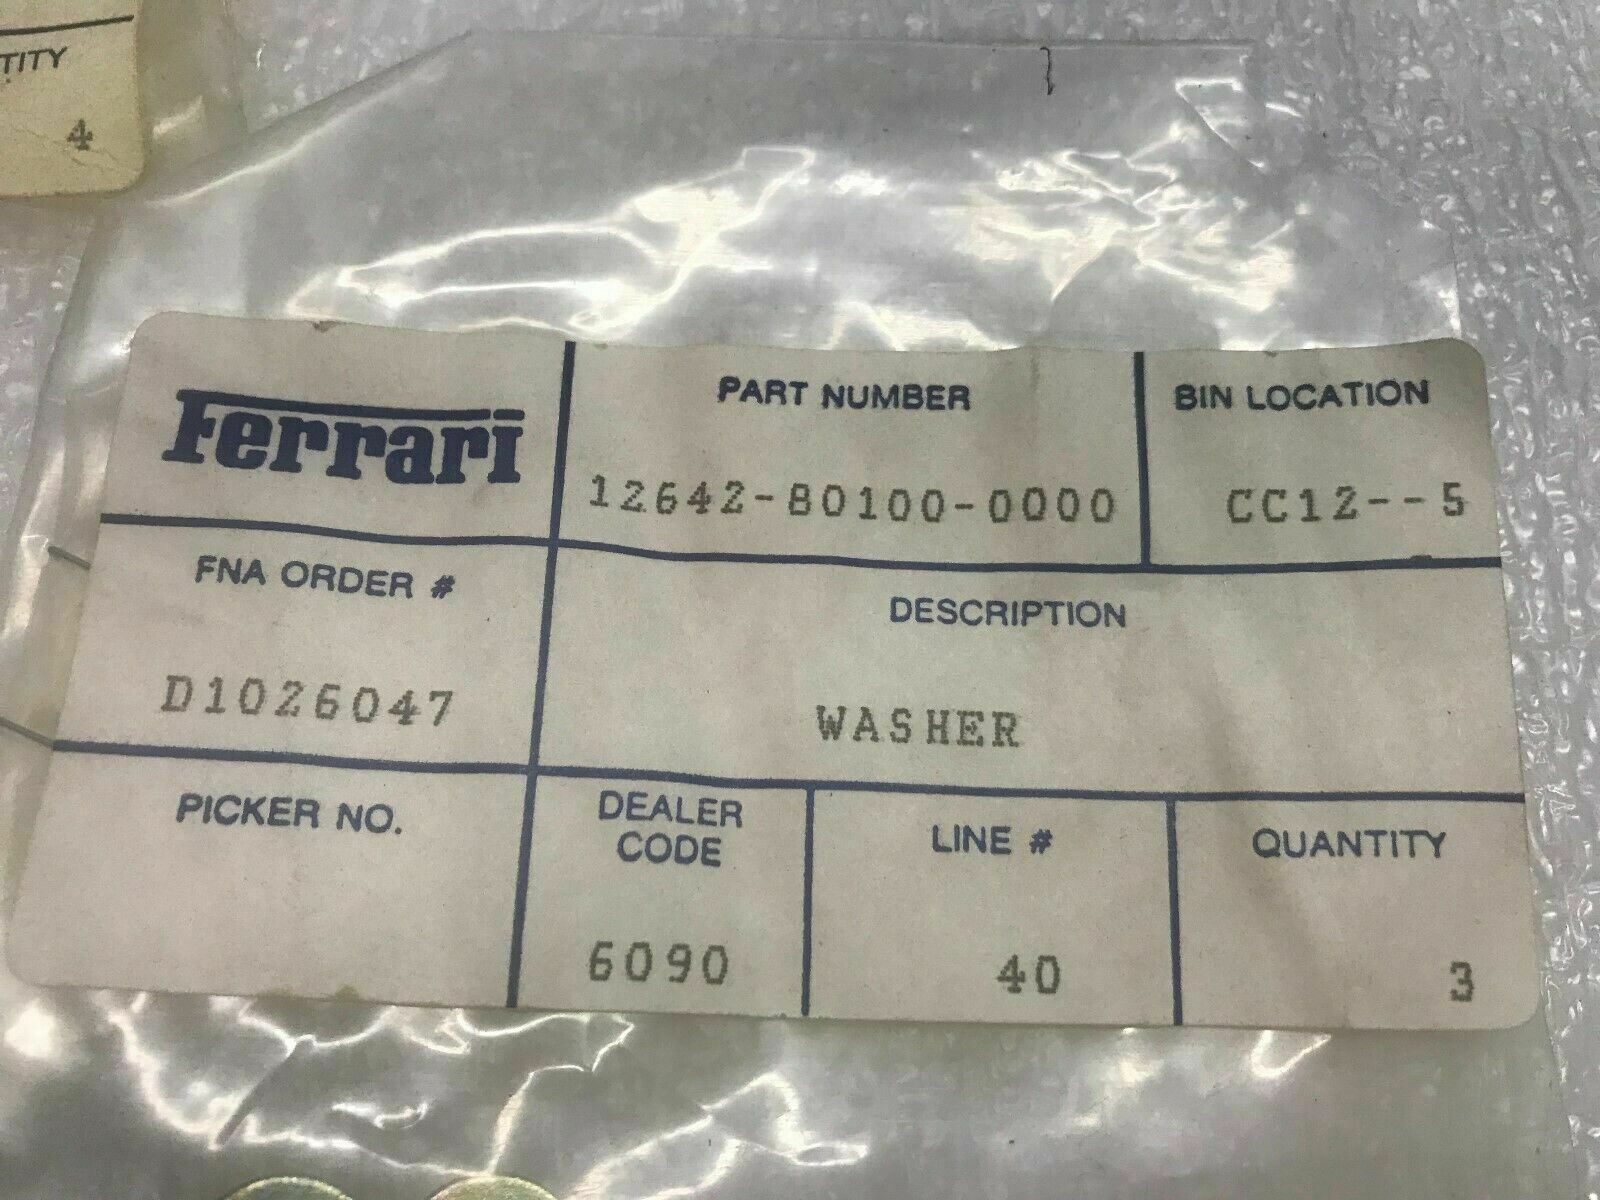 TITY
4
Ferrari
PART NUMBER
12642-80100-0000
BIN LOCATION
CC12--5
FNA ORDER #
D1026047
DESCRIPTION
WASHER
PICKER NO.
DEALER
CODE
6090
LINE #
40
QUANTITY
3